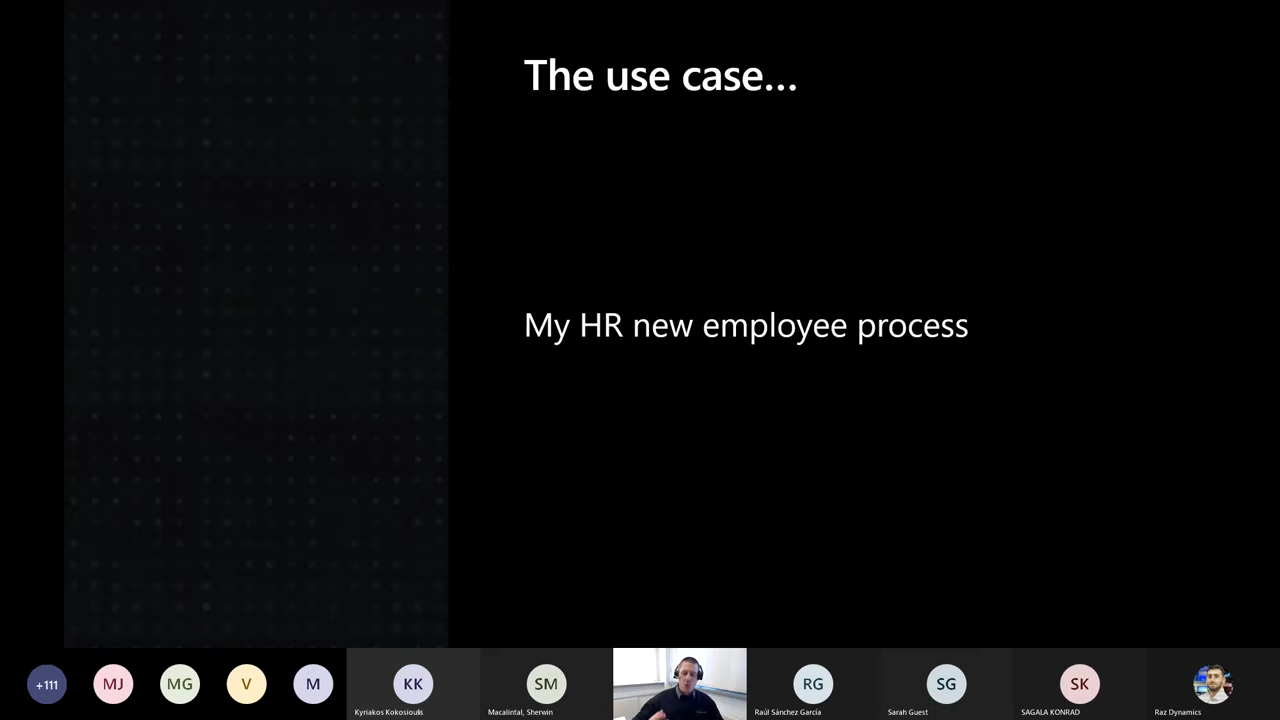 The use case...
My HR new employee process
+111
MJ
MG
V
M
KK
SM
RG
SG
SK
Kyriakos Kokosioulis
Macalintal, Sherwin
Raúl Sánchez García
Sarah Guest
SAGALA KONRAD
Raz Dynamics